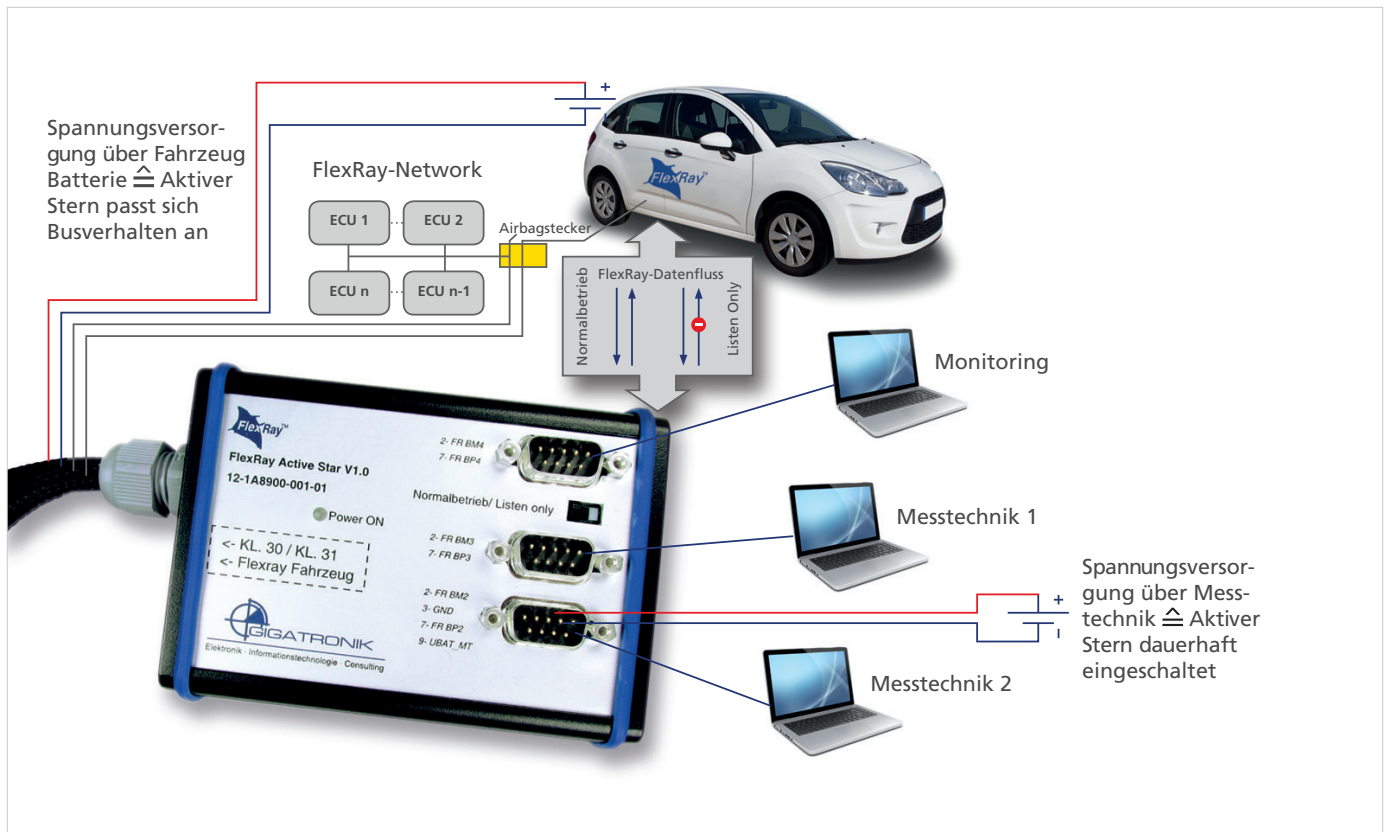 Spannungsversor-
gung über Fahrzeug
Batterie ≙ Aktiver
Stern passt sich
Busverhalten an
+
FlexRay-Network
ECU 1
ECU 2
ECU n
ECU n-1
Airbagstecker
FlexRay™
Normalbetrieb
FlexRay-Datenfluss
Listen Only
Monitoring
Messtechnik 1
Messtechnik 2
+
Spannungsversor-
gung über Mess-
technik ≙ Aktiver
Stern dauerhaft
eingeschaltet
FlexRay™
FlexRay Active Star V1.0
12-1A8900-001-01
Power ON
<- KL. 30 / KL. 31
<- Flexray Fahrzeug
GIGATRONIK
Elektronik · Informationstechnologie · Consulting
2- FR BM4
7- FR BP4
Normalbetrieb/ Listen only
2- FR BM3
7- FR BP3
2- FR BM2
3- GND
7- FR BP2
9- UBAT_MT